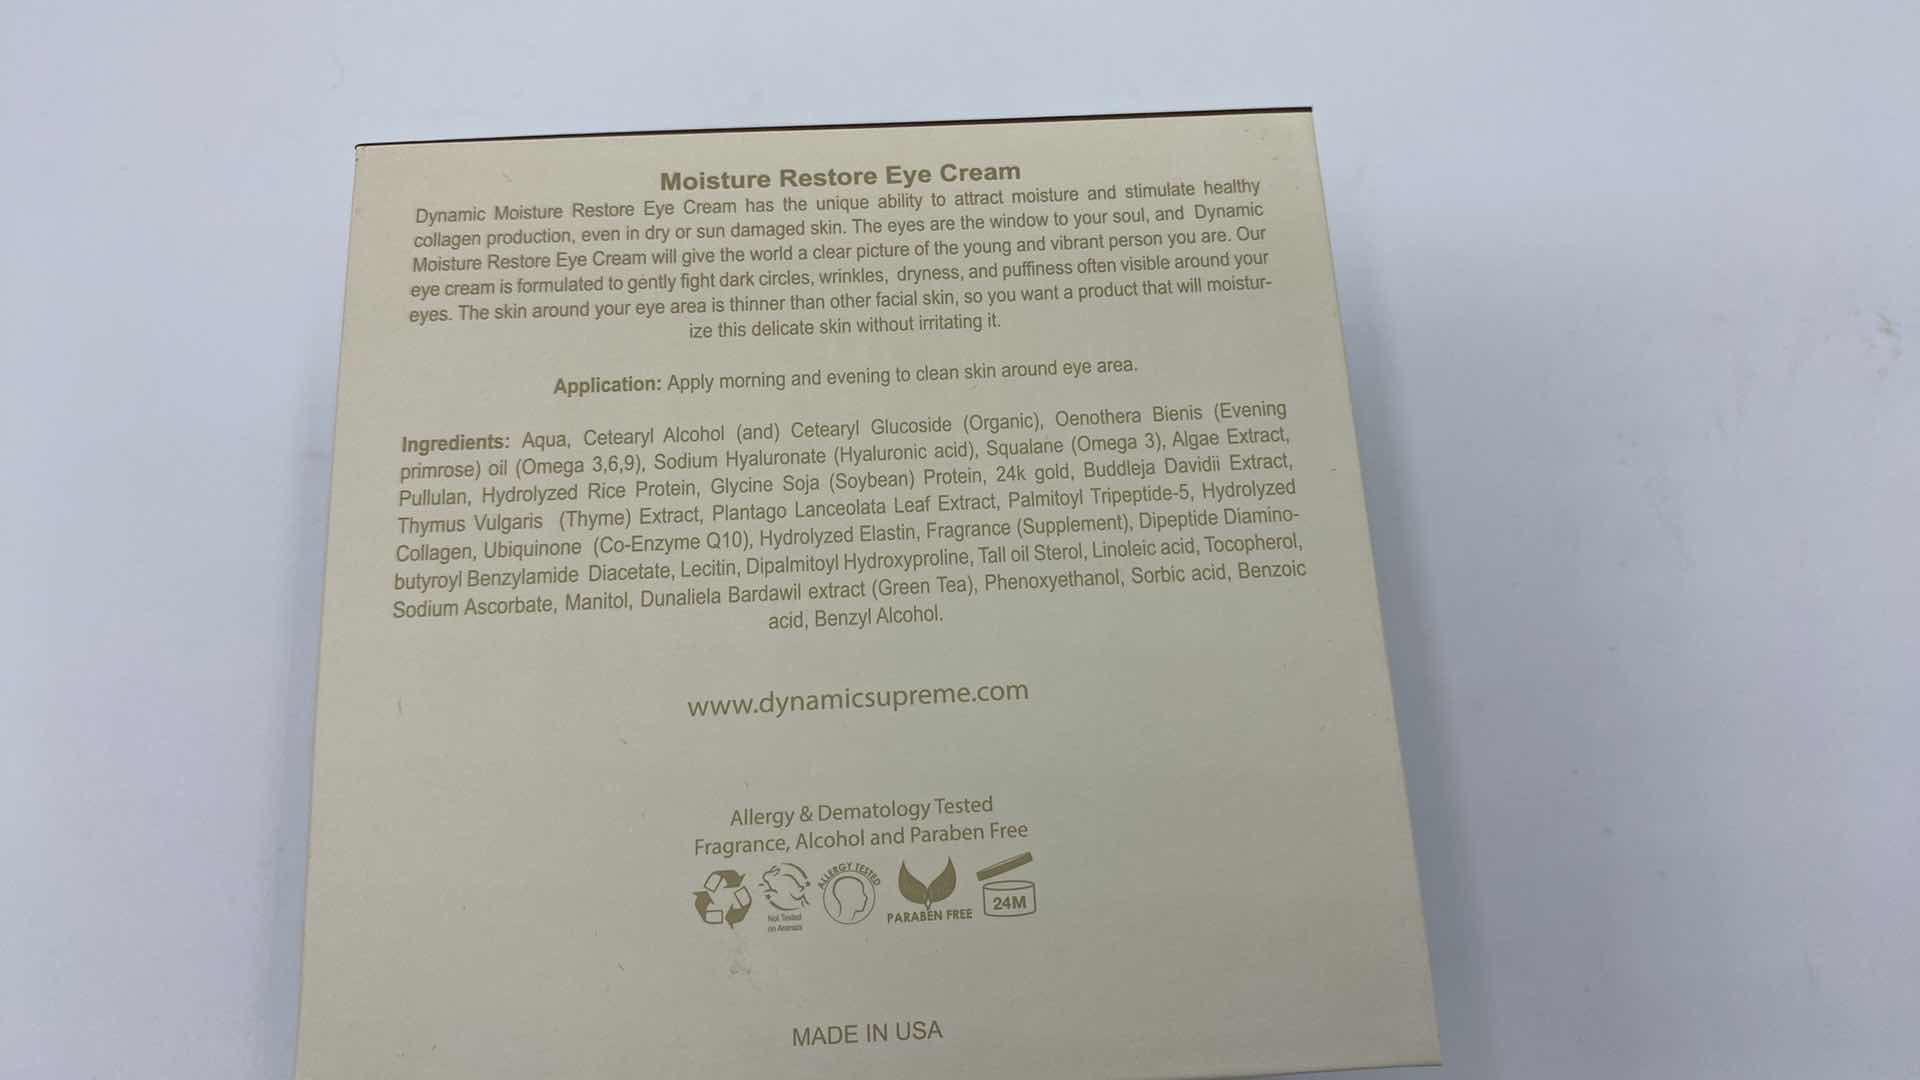 Moisture Restore Eye Cream
Dynamic Moisture Restore Eye Cream has the unique ability to attract moisture and stimulate healthy
collagen production, even in dry or sun damaged skin. The eyes are the window to your soul, and Dynamic
Moisture Restore Eye Cream will give the world a clear picture of the young and vibrant person you are. Our
eye cream is formulated to gently fight dark circles, wrinkles, dryness, and puffiness often visible around your
eyes. The skin around your eye area is thinner than other facial skin, so you want a product that will moistur-
ize this delicate skin without irritating it.
Application: Apply morning and evening to clean skin around eye area.
Ingredients: Aqua, Cetearyl Alcohol (and) Cetearyl Glucoside (Organic), Oenothera Bienis (Evening
primrose) oil (Omega 3,6,9), Sodium Hyaluronate (Hyaluronic acid), Squalane (Omega 3), Algae Extract,
Pullulan, Hydrolyzed Rice Protein, Glycine Soja (Soybean) Protein, 24k gold, Buddleja Davidii Extract,
Thymus Vulgaris (Thyme) Extract, Plantago Lanceolata Leaf Extract, Palmitoyl Tripeptide-5, Hydrolyzed
Collagen, Ubiquinone (Co-Enzyme Q10), Hydrolyzed Elastin, Fragrance (Supplement), Dipeptide Diamino-
butyroyl Benzylamide Diacetate, Lecitin, Dipalmitoyl Hydroxyproline, Tall oil Sterol, Linoleic acid, Tocopherol,
Sodium Ascorbate, Manitol, Dunaliela Bardawil extract (Green Tea), Phenoxyethanol, Sorbic acid, Benzoic
acid, Benzyl Alcohol.
www.dynamicsupreme.com
Allergy & Dematology Tested
Fragrance, Alcohol and Paraben Free
ALLERGY TESTED
Not Tested
on Animals
PARABEN FREE
24M
MADE IN USA